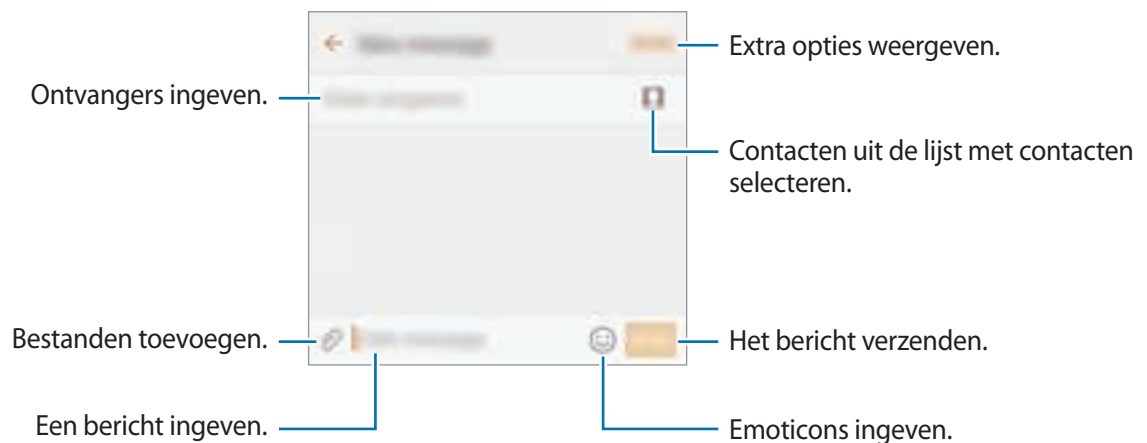 Extra opties weergeven.
Ontvangers ingeven.
Contacten uit de lijst met contacten
selecteren.
Bestanden toevoegen.
Het bericht verzenden.
Een bericht ingeven.
Emoticons ingeven.